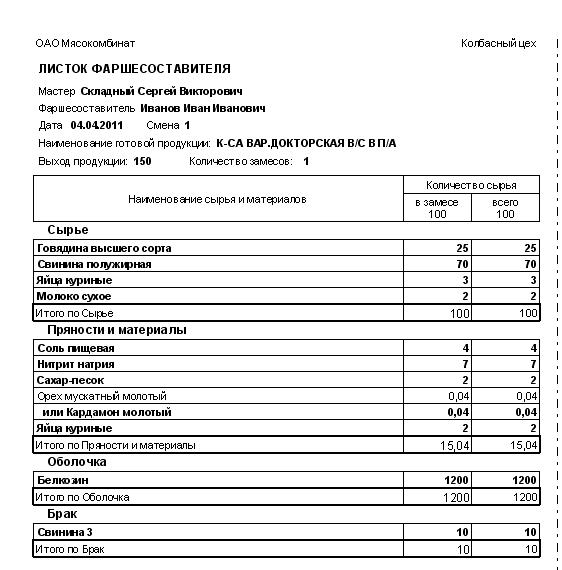 ОАО Мясокомбинат Колбасный цех
ЛИСТОК ФАРШЕСОСТАВИТЕЛЯ
Мастер Складный Сергей Викторович
Фаршесоставитель Иванов Иван Иванович
Дата 04.04.2011 Смена 1
Наименование готовой продукции: К-СА ВАР.ДОКТОРСКАЯ В/С В П/А
Выход продукции: 150 Количество замесов: 1
Наименование сырья и материалов Количество сырья
в замесе 100 всего 100
Сырье
Говядина высшего сорта 25 25
Свинина полужирная 70 70
Яйца куриные 3 3
Молоко сухое 2 2
Итого по Сырье 100 100
Пряности и материалы
Соль пищевая 4 4
Нитрит натрия 7 7
Сахар-песок 2 2
Орех мускатный молотый 0,04 0,04
или Кардамон молотый 0,04 0,04
Яйца куриные 2 2
Итого по Пряности и материалы 15,04 15,04
Оболочка
Белкозин 1200 1200
Итого по Оболочка 1200 1200
Брак
Свинина 3 10 10
Итого по Брак 10 10